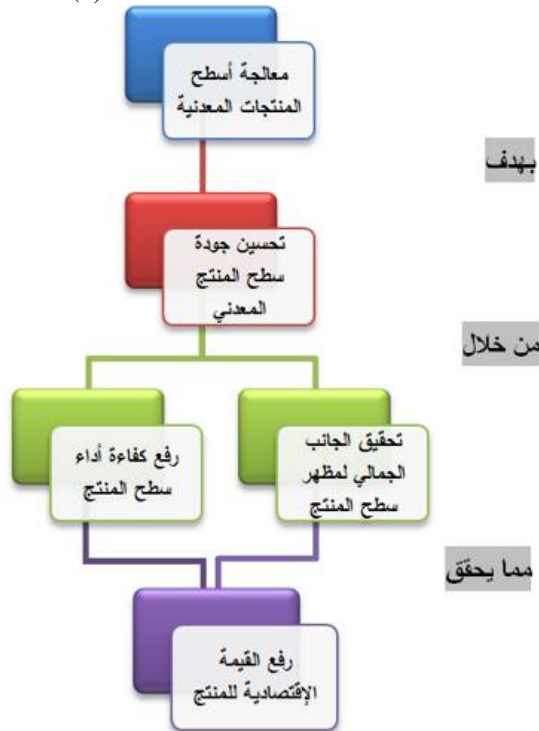 معالجة أسطح
المنتجات المعدنية
بهدف
تحسين جودة
سطح المنتج
المعدني
من خلال
تحقيق الجانب
الجمالي لمظهر
سطح المنتج
رفع كفاءة أداء
سطح المنتج
مما يحقق
رفع القيمة
الإقتصادية للمنتج